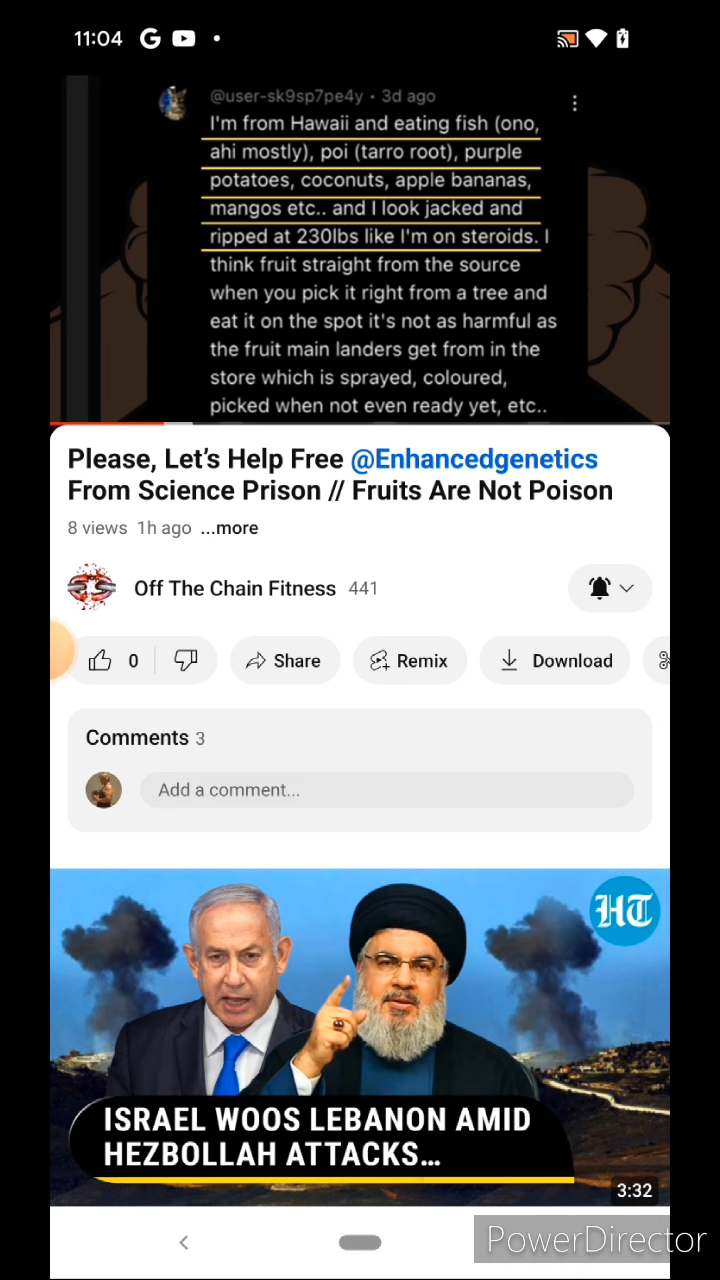 11:04
@user-sk9sp7pe4y • 3d ago
I'm from Hawaii and eating fish (ono,
ahi mostly), poi (tarro root), purple
potatoes, coconuts, apple bananas,
mangos etc.. and I look jacked and
ripped at 230lbs like I'm on steroids. I
think fruit straight from the source
when you pick it right from a tree and
eat it on the spot it's not as harmful as
the fruit main landers get from in the
store which is sprayed, coloured,
picked when not even ready yet, etc..
Please, Let's Help Free @Enhancedgenetics
From Science Prison // Fruits Are Not Poison
8 views 1h ago ...more
Off The Chain Fitness 441
0 Share Remix Download
Comments 3
Add a comment...
HT
ISRAEL WOOS LEBANON AMID
HEZBOLLAH ATTACKS...
3:32
PowerDirector